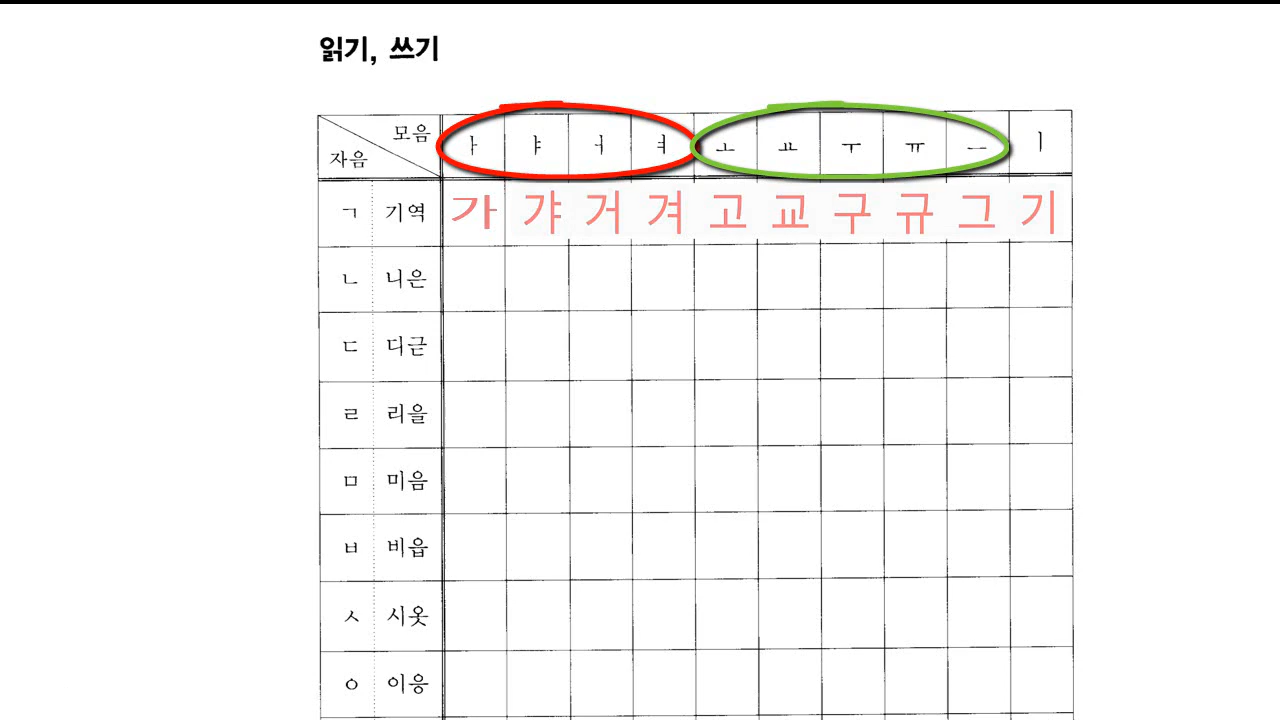 읽기, 쓰기
모음 ㅏ ㅑ ㅓ ㅕ ㅗ ㅛ ㅜ ㅠ ㅡ ㅣ
자음
ㄱ 기역 가 갸 거 겨 고 교 구 규 그 기
ㄴ 니은
ㄷ 디귿
ㄹ 리을
ㅁ 미음
ㅂ 비읍
ㅅ 시옷
ㅇ 이응